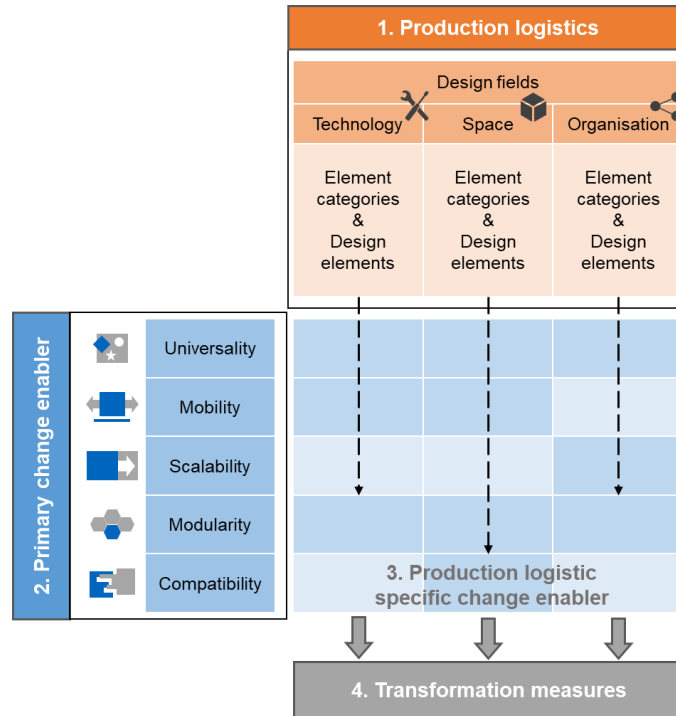 1. Production logistics
Design fields
Technology
Space
Organisation
Element
categories
&
Design
elements
Element
categories
&
Design
elements
Element
categories
&
Design
elements
2. Primary change enabler
Universality
Mobility
Scalability
Modularity
Compatibility
3. Production logistic
specific change enabler
4. Transformation measures